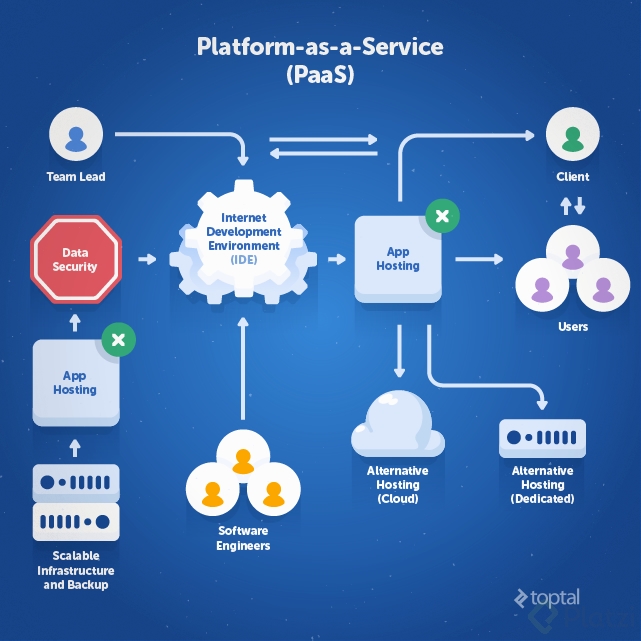 Platform-as-a-Service
(PaaS)
Team Lead
Client
Internet
Development
Environment
(IDE)
Data
Security
App
Hosting
Users
App
Hosting
Alternative
Hosting
(Cloud)
Alternative
Hosting
(Dedicated)
Software
Engineers
Scalable
Infrastructure
and Backup
toptal